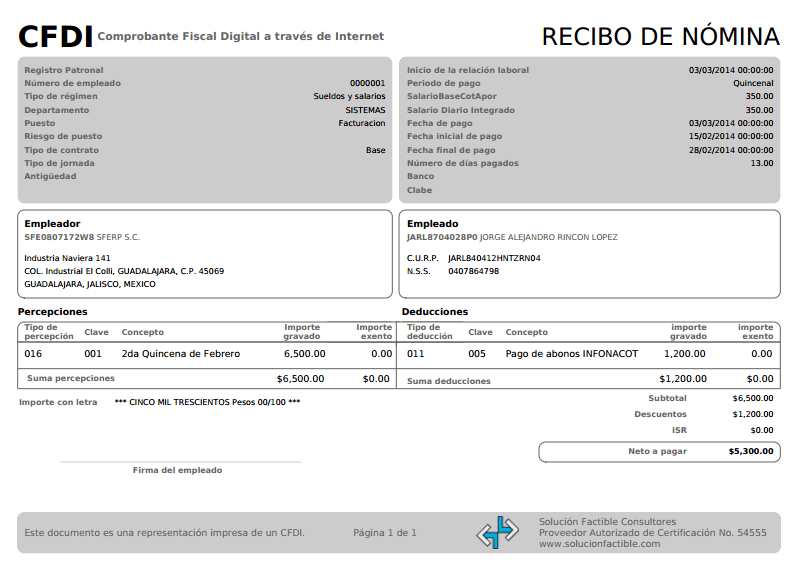 CFDI Comprobante Fiscal Digital a través de Internet
RECIBO DE NÓMINA
Registro Patronal
Número de empleado 0000001
Tipo de régimen Sueldos y salarios
Departamento SISTEMAS
Puesto Facturacion
Riesgo de puesto
Tipo de contrato Base
Tipo de jornada
Antigüedad
Inicio de la relación laboral 03/03/2014 00:00:00
Periodo de pago Quincenal
SalarioBaseCotApor 350.00
Salario Diario Integrado 350.00
Fecha de pago 03/03/2014 00:00:00
Fecha inicial de pago 15/02/2014 00:00:00
Fecha final de pago 28/02/2014 00:00:00
Número de días pagados 13.00
Banco
Clabe
Empleador
SFE0807172W8 SFERP S.C.
Industria Naviera 141
COL. Industrial El Colli, GUADALAJARA, C.P. 45069
GUADALAJARA, JALISCO, MEXICO
Empleado
JARL8704028P0 JORGE ALEJANDRO RINCON LOPEZ
C.U.R.P. JARL840412HNTZRN04
N.S.S. 0407864798
Percepciones
Tipo de percepción Clave Concepto Importe gravado Importe exento
016 001 2da Quincena de Febrero 6,500.00 0.00
Suma percepciones $6,500.00 $0.00
Deducciones
Tipo de deducción Clave Concepto importe gravado importe exento
011 005 Pago de abonos INFONACOT 1,200.00 0.00
Suma deducciones $1,200.00 $0.00
Importe con letra *** CINCO MIL TRESCIENTOS Pesos 00/100 ***
Subtotal $6,500.00
Descuentos $1,200.00
ISR $0.00
Neto a pagar $5,300.00
Firma del empleado
Este documento es una representación impresa de un CFDI.
Página 1 de 1
Solución Factible Consultores
Proveedor Autorizado de Certificación No. 54555
www.solucionfactible.com